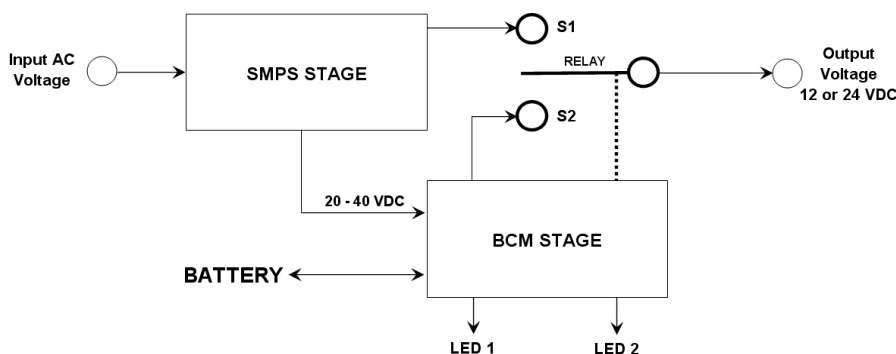 Input AC
Voltage
SMPS STAGE
S1
RELAY
Output
Voltage
12 or 24 VDC
S2
20 - 40 VDC
BCM STAGE
BATTERY
LED 1
LED 2